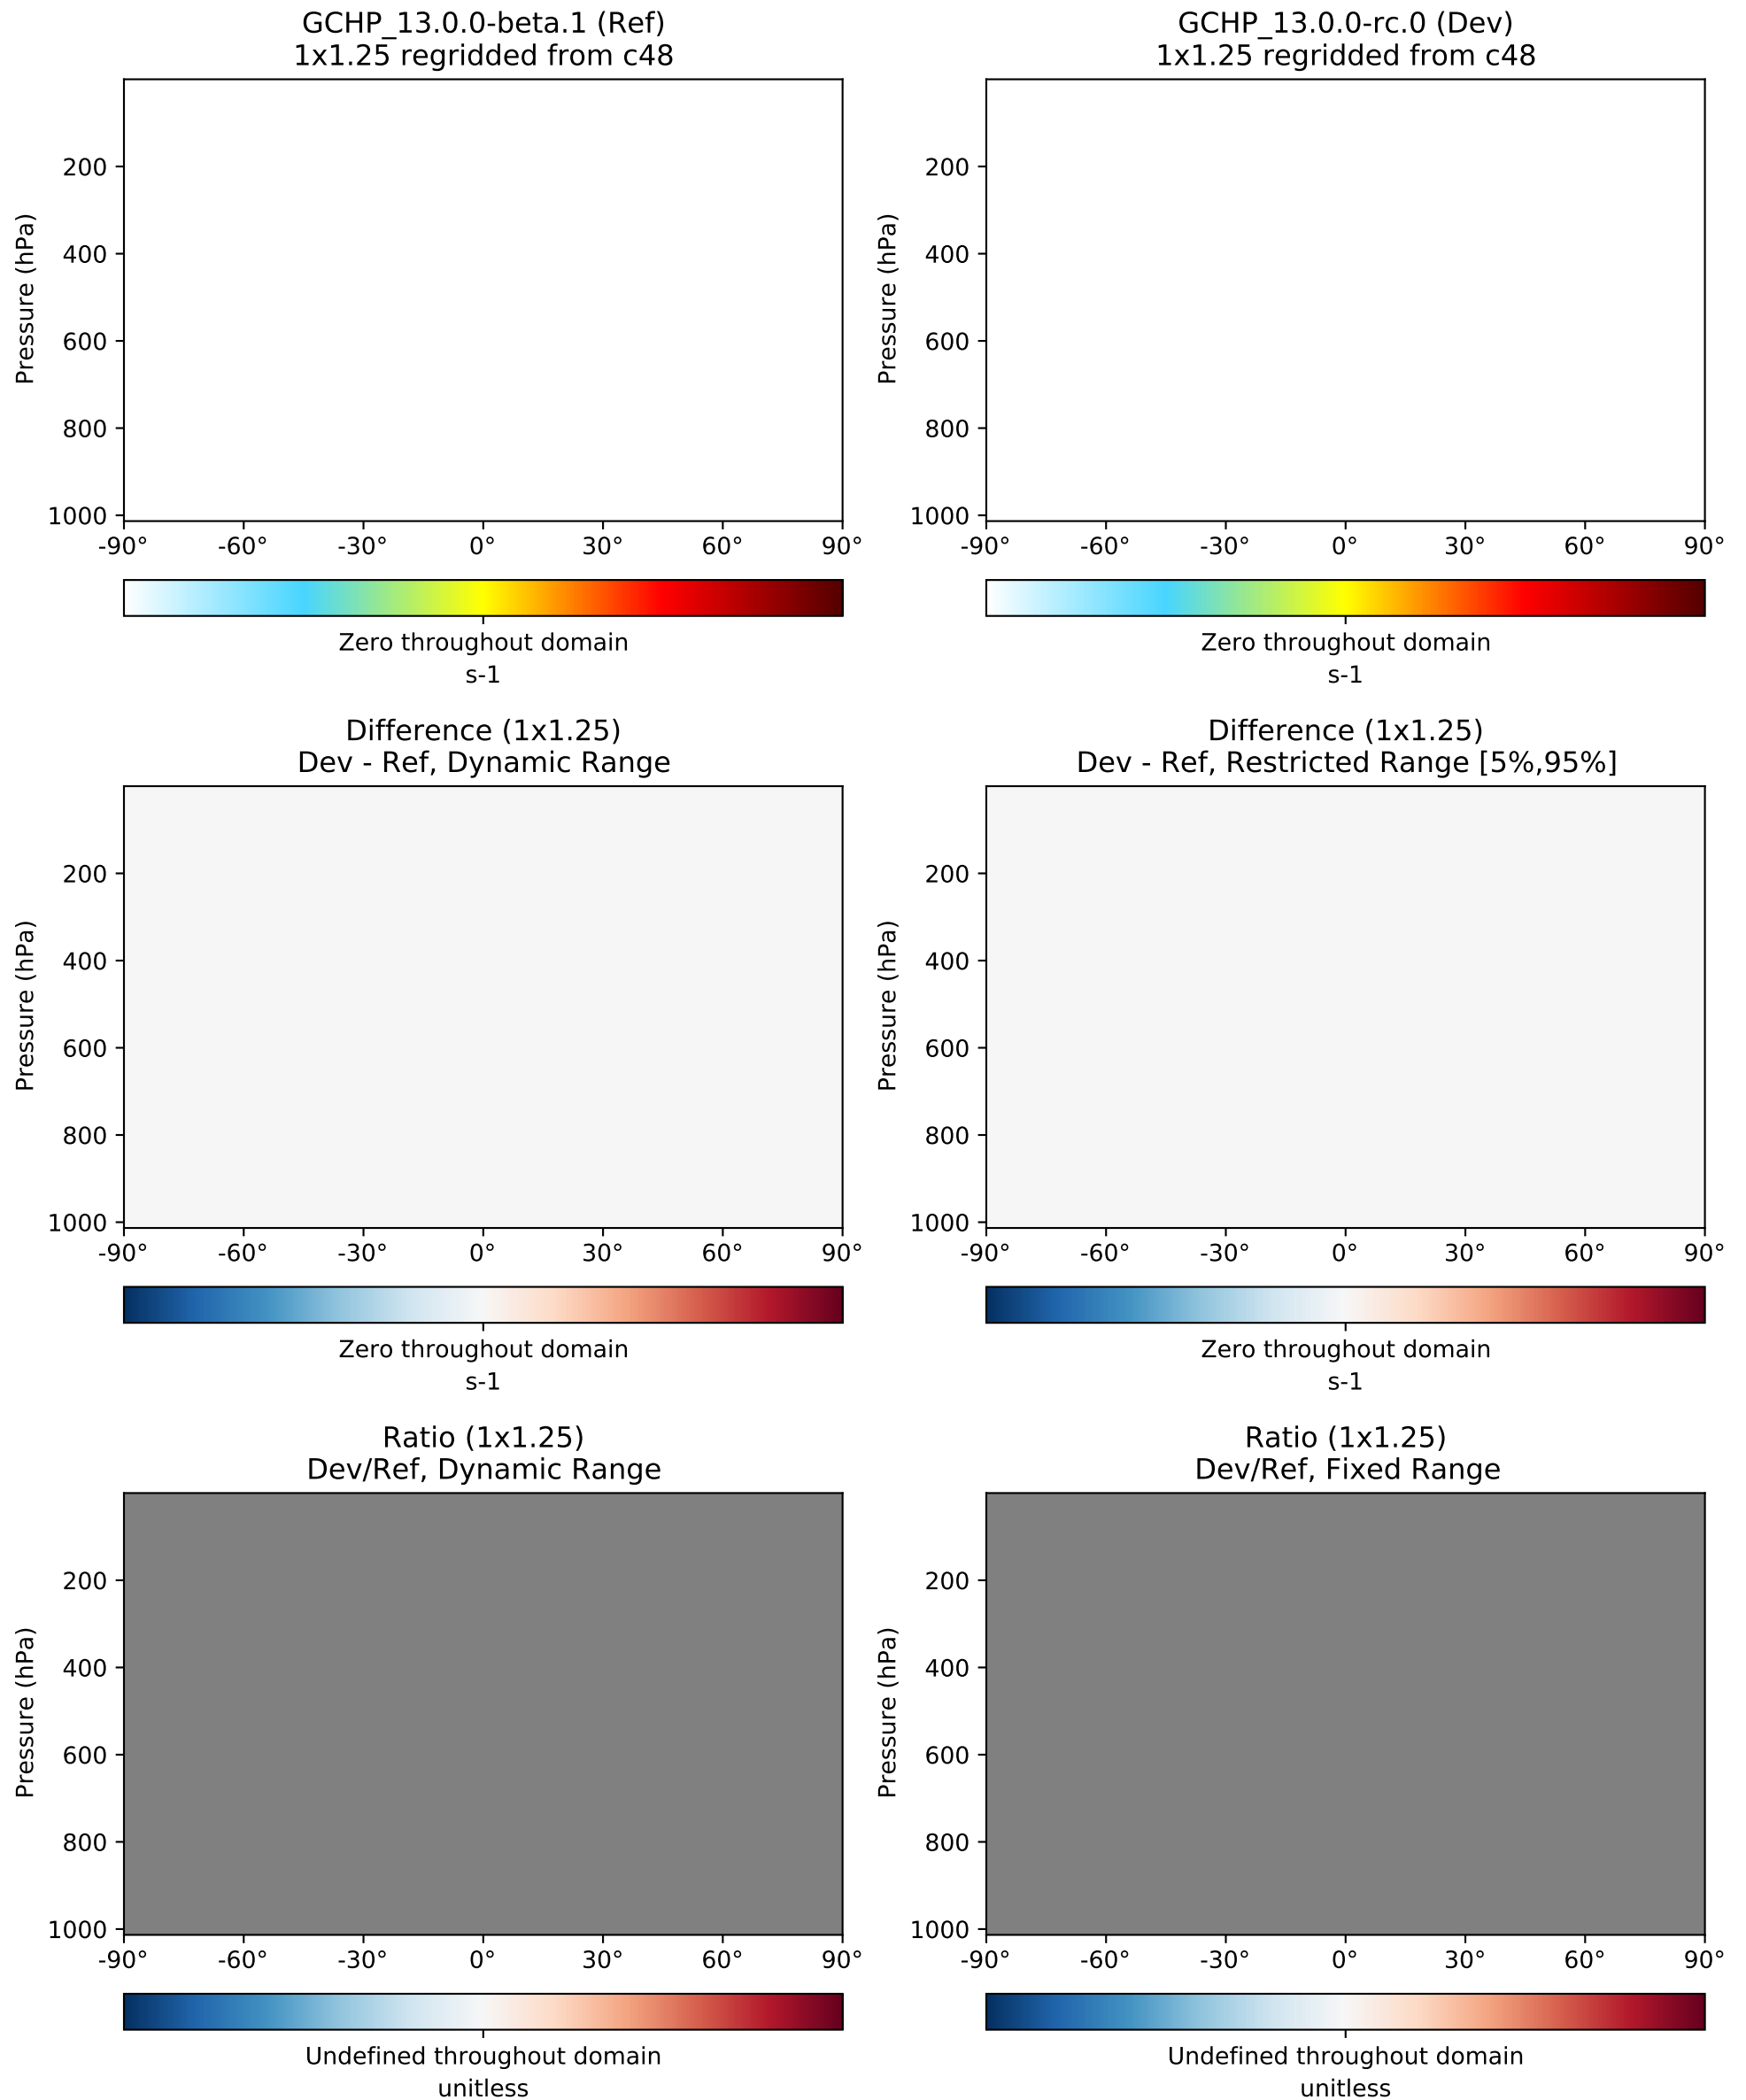 GCHP_13.0.0-beta.1 (Ref)
1x1.25 regridded from c48
Pressure (hPa)
200
400
600
800
1000
-90° -60° -30° 0° 30° 60° 90°
Zero throughout domain
s-1
GCHP_13.0.0-rc.0 (Dev)
1x1.25 regridded from c48
Pressure (hPa)
200
400
600
800
1000
-90° -60° -30° 0° 30° 60° 90°
Zero throughout domain
s-1
Difference (1x1.25)
Dev - Ref, Dynamic Range
Pressure (hPa)
200
400
600
800
1000
-90° -60° -30° 0° 30° 60° 90°
Zero throughout domain
s-1
Difference (1x1.25)
Dev - Ref, Restricted Range [5%,95%]
Pressure (hPa)
200
400
600
800
1000
-90° -60° -30° 0° 30° 60° 90°
Zero throughout domain
s-1
Ratio (1x1.25)
Dev/Ref, Dynamic Range
Pressure (hPa)
200
400
600
800
1000
-90° -60° -30° 0° 30° 60° 90°
Undefined throughout domain
unitless
Ratio (1x1.25)
Dev/Ref, Fixed Range
Pressure (hPa)
200
400
600
800
1000
-90° -60° -30° 0° 30° 60° 90°
Undefined throughout domain
unitless